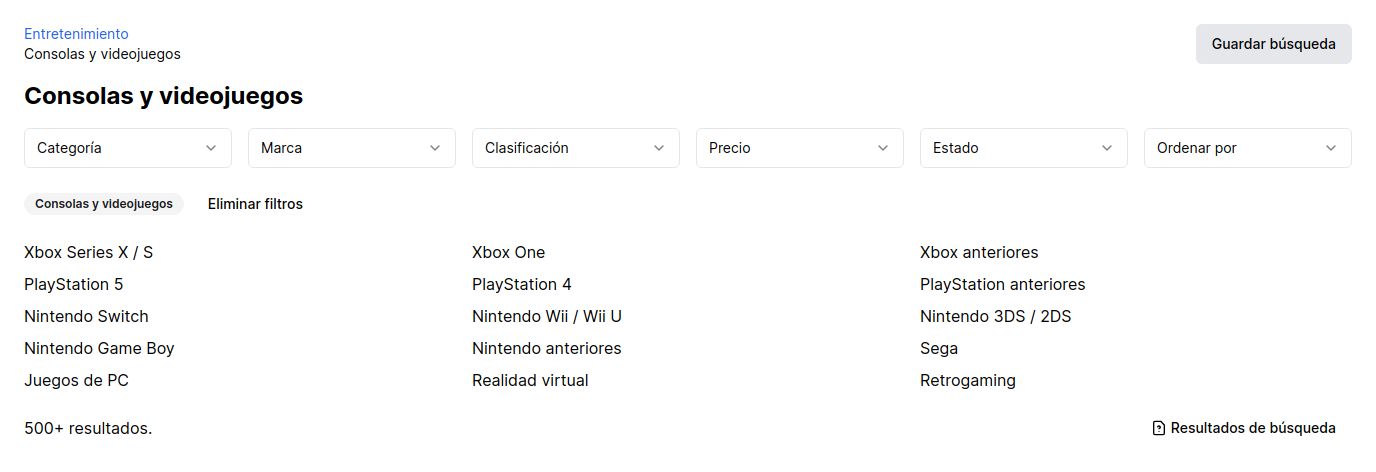 Entretenimiento
Consolas y videojuegos
Guardar búsqueda
Consolas y videojuegos
Categoría Marca Clasificación Precio Estado Ordenar por
Consolas y videojuegos Eliminar filtros
Xbox Series X / S Xbox One Xbox anteriores
PlayStation 5 PlayStation 4 PlayStation anteriores
Nintendo Switch Nintendo Wii / Wii U Nintendo 3DS / 2DS
Nintendo Game Boy Nintendo anteriores Sega
Juegos de PC Realidad virtual Retrogaming
500+ resultados. Resultados de búsqueda